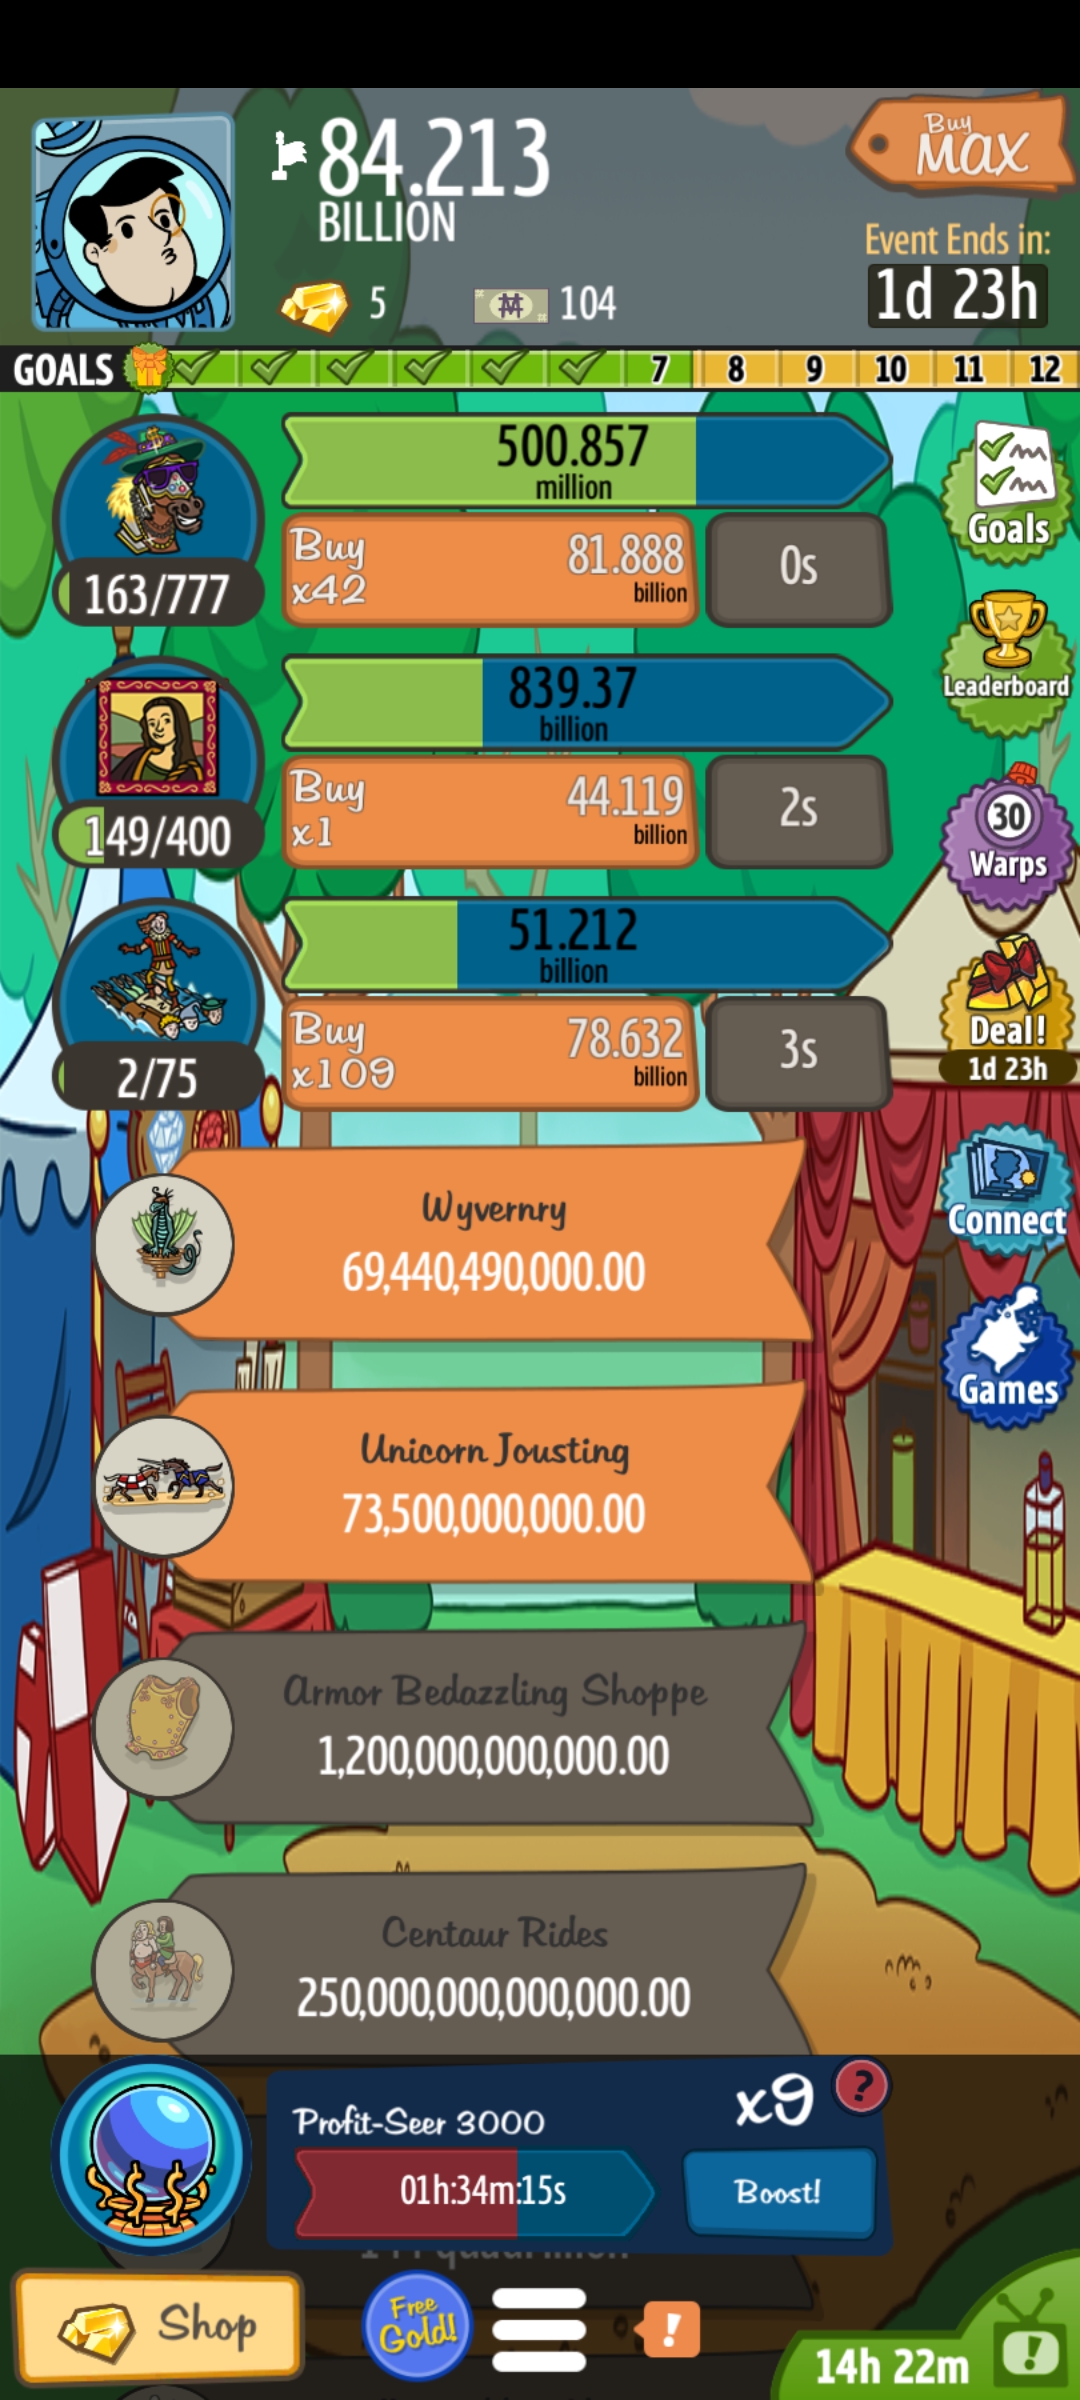 84.213
BILLION
Buy
MAX
5
104
Event Ends in:
1d 23h
GOALS
7
8
9
10
11
12
500.857
million
Buy
x42
81.888
billion
0s
163/777
Goals
Leaderboard
839.37
billion
Buy
x1
44.119
billion
2s
149/400
30
Warps
51.212
billion
Buy
x109
78.632
billion
3s
2/75
Deal!
1d 23h
Wyvernry
69,440,490,000.00
Connect
Unicorn Jousting
73,500,000,000.00
Games
Armor Bedazzling Shoppe
1,200,000,000,000.00
Centaur Rides
250,000,000,000,000.00
Profit-Seer 3000
x9
?
01h:34m:15s
Boost!
Shop
Free
Gold!
!
14h 22m
!